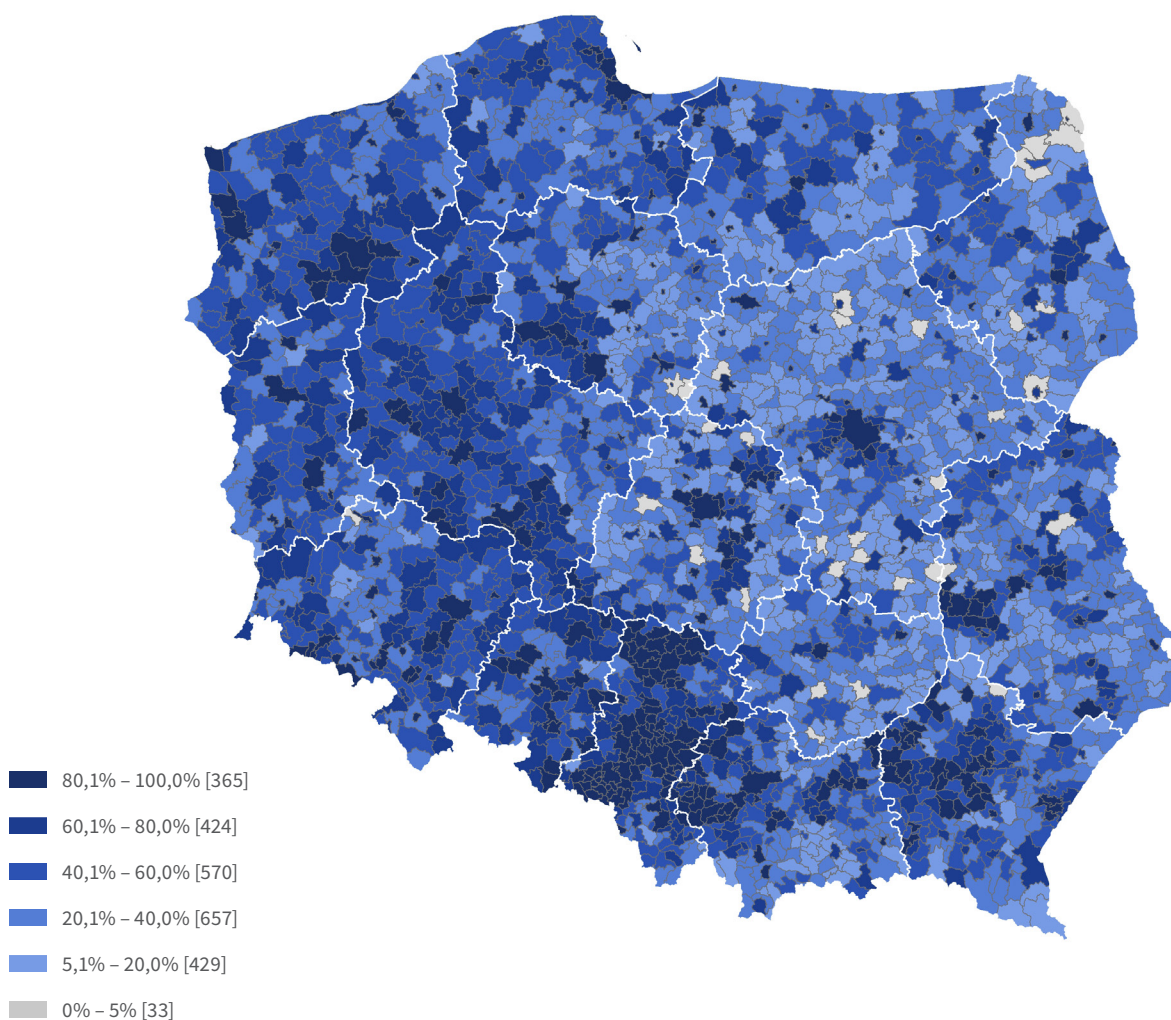 80,1% – 100,0% [365]
60,1% – 80,0% [424]
40,1% – 60,0% [570]
20,1% – 40,0% [657]
5,1% – 20,0% [429]
0% – 5% [33]